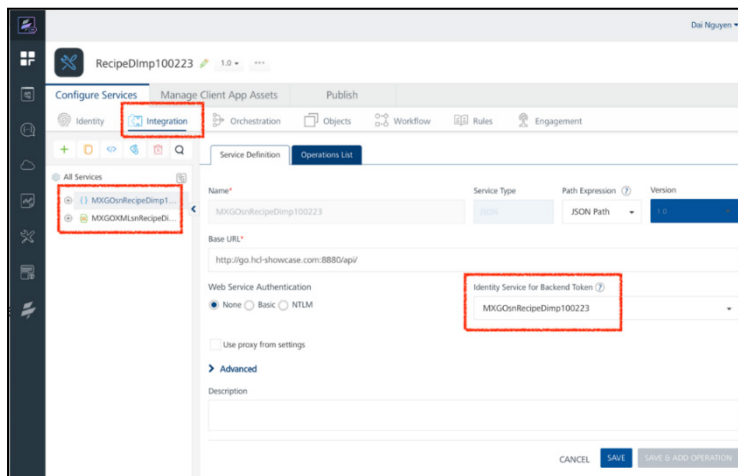 Dai Nguyen
RecipeDImp100223 1.0
Configure Services Manage Client App Assets Publish
Identity Integration Orchestration Objects Workflow Rules Engagement
Service Definition Operations List
All Services
MXGOsnRecipeDimp1...
MXGOXMLsnRecipeDi...
Name* Service Type Path Expression ? Version
MXGOsnRecipeDimp100223 JSON JSON Path 1.0
Base URL*
http://go.hcl-showcase.com:8880/api/
Web Service Authentication Identity Service for Backend Token ?
None Basic NTLM MXGOsnRecipeDimp100223
Use proxy from settings
Advanced
Description
CANCEL SAVE SAVE & ADD OPERATION